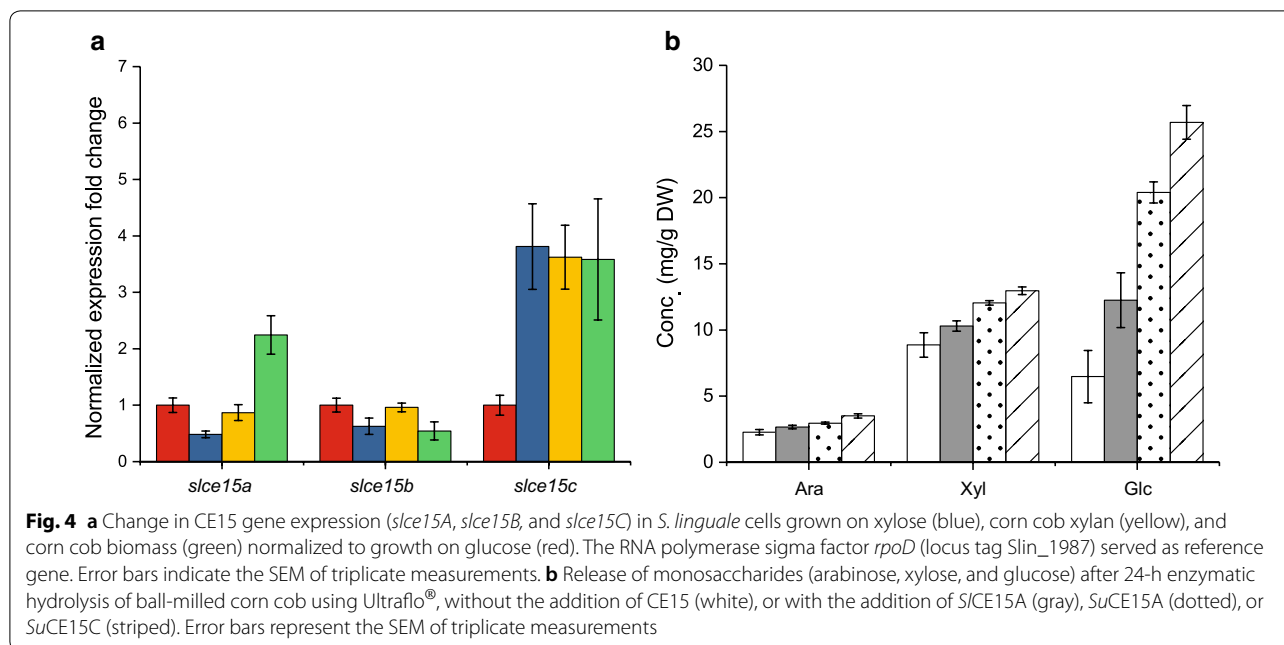 a
7
6
5
4
3
2
1
0
Normalized expression fold change
slce15a slce15b slce15c
b
30
25
20
15
10
5
0
Conc. (mg/g DW)
Ara Xyl Glc
Fig. 4 a Change in CE15 gene expression (slce15A, slce15B, and slce15C) in S. linguale cells grown on xylose (blue), corn cob xylan (yellow), and
corn cob biomass (green) normalized to growth on glucose (red). The RNA polymerase sigma factor rpoD (locus tag Slin_1987) served as reference
gene. Error bars indicate the SEM of triplicate measurements. b Release of monosaccharides (arabinose, xylose, and glucose) after 24-h enzymatic
hydrolysis of ball-milled corn cob using Ultraflo®, without the addition of CE15 (white), or with the addition of SlCE15A (gray), SuCE15A (dotted), or
SuCE15C (striped). Error bars represent the SEM of triplicate measurements